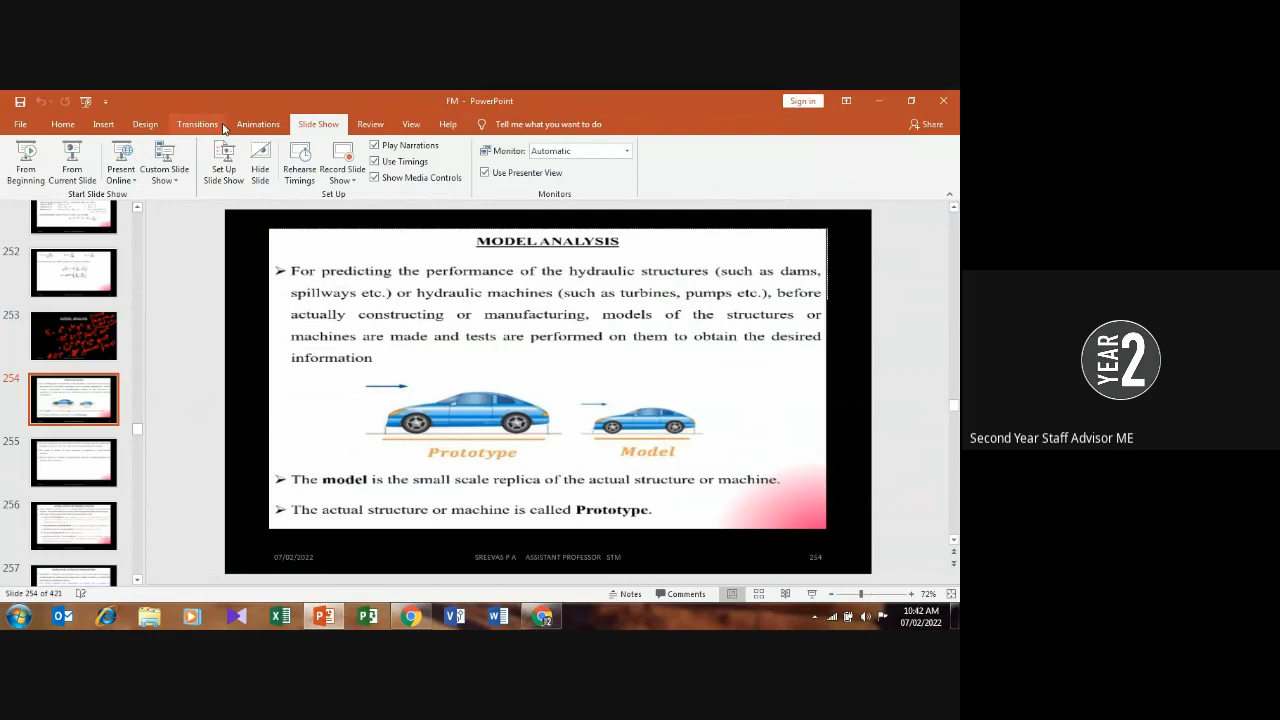 FM - PowerPoint
Sign in
File Home Insert Design Transitions Animations Slide Show Review View Help Tell me what you want to do Share
From Beginning
From Current Slide
Present Online
Custom Slide Show
Start Slide Show
Set Up Slide Show
Hide Slide
Rehearse Timings
Record Slide Show
Play Narrations
Use Timings
Show Media Controls
Set Up
Monitor: Automatic
Use Presenter View
Monitors
252
253
MODEL ANALYSIS
254
255
256
257
MODEL ANALYSIS
➢ For predicting the performance of the hydraulic structures (such as dams,
spillways etc.) or hydraulic machines (such as turbines, pumps etc.), before
actually constructing or manufacturing, models of the structures or
machines are made and tests are performed on them to obtain the desired
information
Prototype Model
➢ The model is the small scale replica of the actual structure or machine.
➢ The actual structure or machine is called Prototype.
07/02/2022 SREEVAS P A ASSISTANT PROFESSOR STM 254
YEAR 2
Second Year Staff Advisor ME
Slide 254 of 421 Notes Comments 72%
10:42 AM
07/02/2022